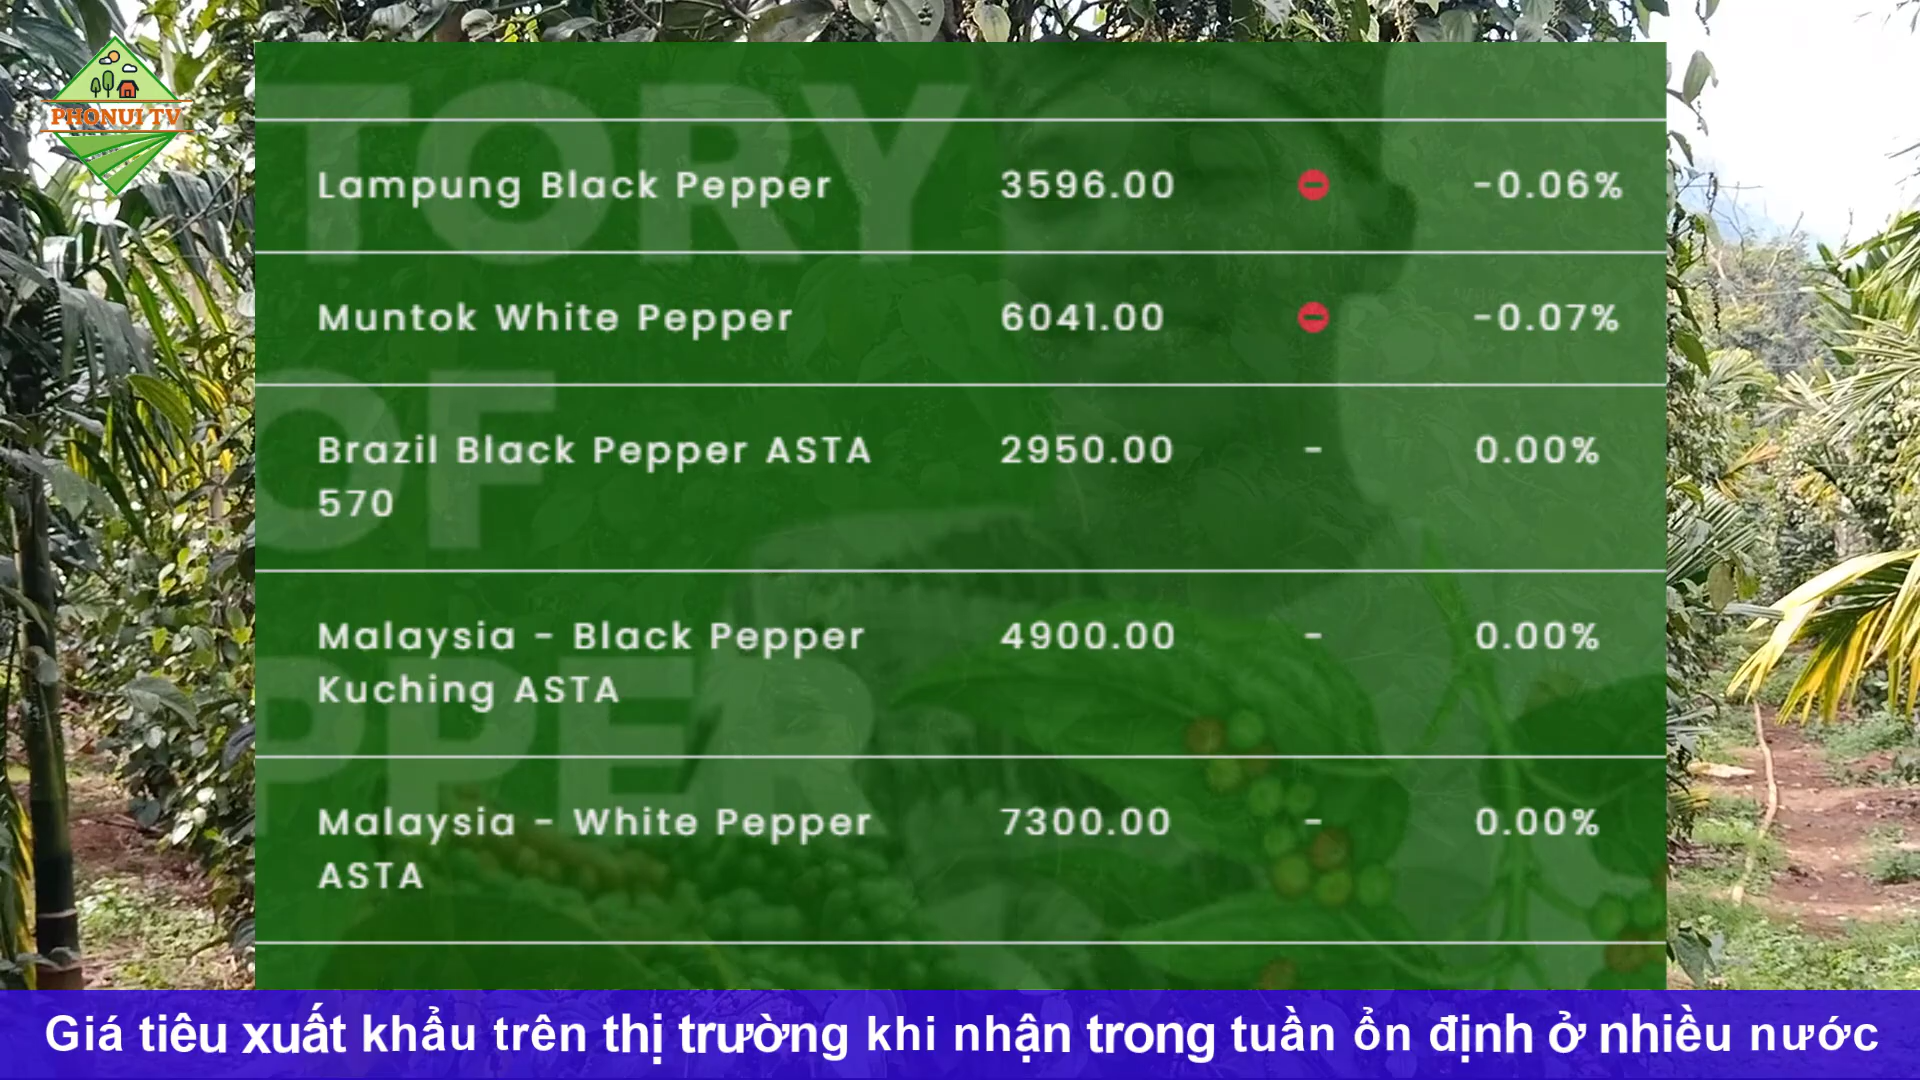 PHONUI TV
TORY
OF
PPER
Lampung Black Pepper 3596.00 -0.06%
Muntok White Pepper 6041.00 -0.07%
Brazil Black Pepper ASTA 2950.00 - 0.00%
570
Malaysia - Black Pepper 4900.00 - 0.00%
Kuching ASTA
Malaysia - White Pepper 7300.00 - 0.00%
ASTA
Giá tiêu xuất khẩu trên thị trường khi nhận trong tuần ổn định ở nhiều nước